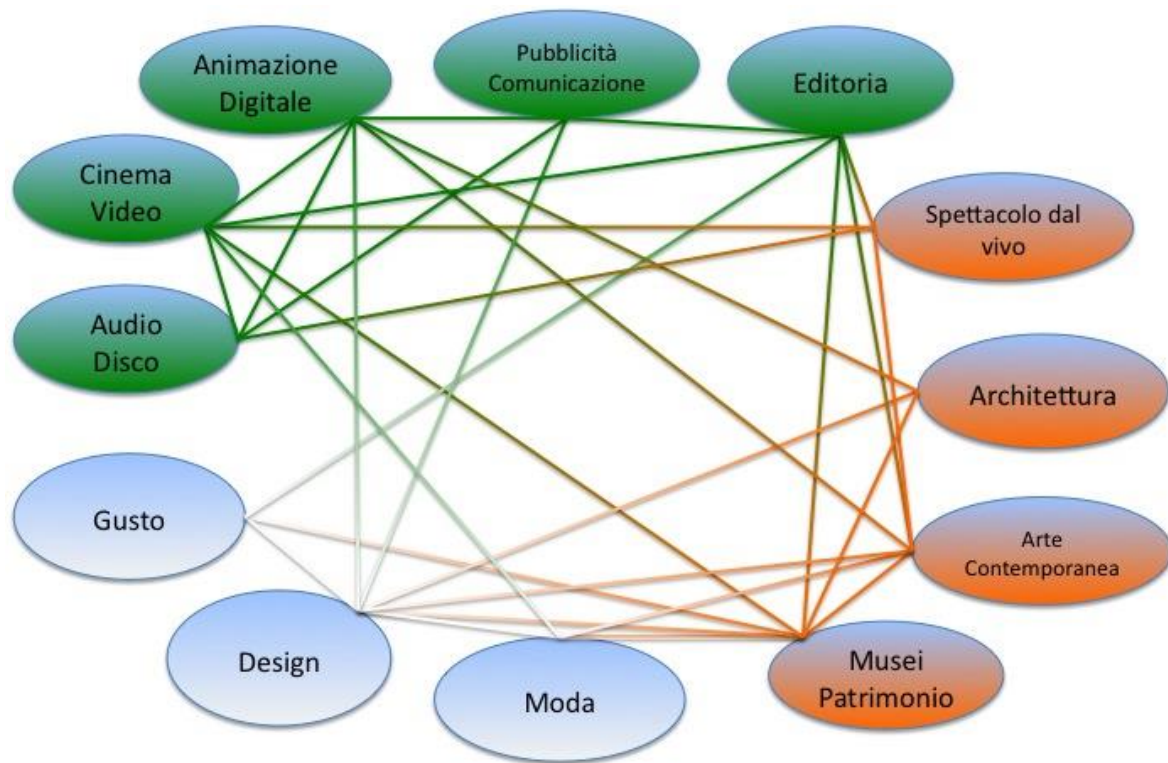 Animazione
Digitale
Pubblicità
Comunicazione
Editoria
Cinema
Video
Spettacolo dal
vivo
Audio
Disco
Architettura
Gusto
Arte
Contemporanea
Design
Moda
Musei
Patrimonio